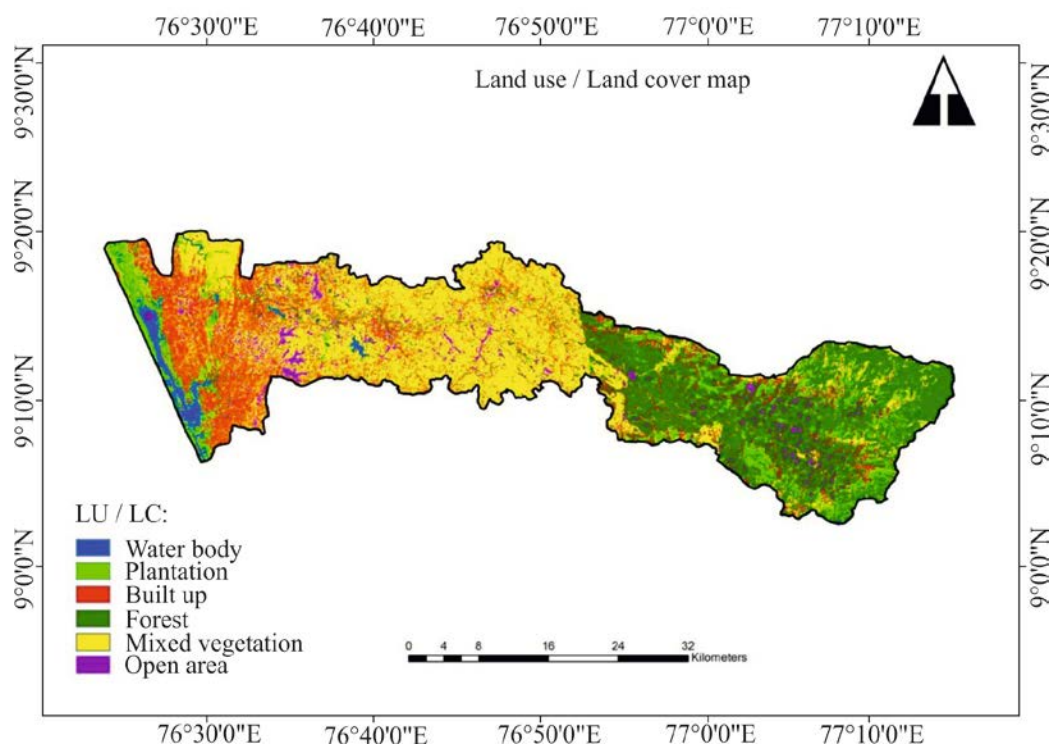 76°30'0"E 76°40'0"E 76°50'0"E 77°0'0"E 77°10'0"E
Land use / Land cover map
9°30'0"N 9°30'0"N
9°20'0"N 9°20'0"N
9°10'0"N 9°10'0"N
9°0'0"N 9°0'0"N
LU / LC:
Water body
Plantation
Built up
Forest
Mixed vegetation
Open area
0 4 8 16 24 32
Kilometers
76°30'0"E 76°40'0"E 76°50'0"E 77°0'0"E 77°10'0"E